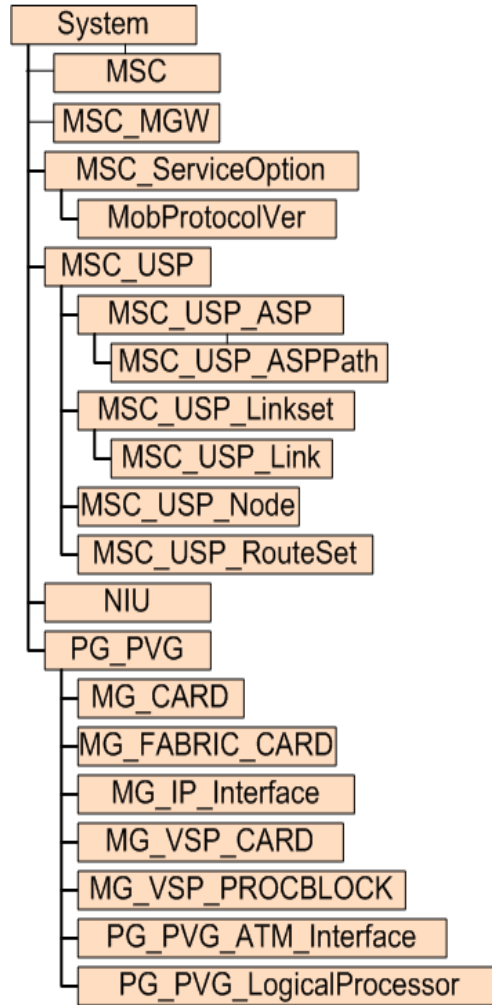 System
MSC
MSC_MGW
MSC_ServiceOption
MobProtocolVer
MSC_USP
MSC_USP_ASP
MSC_USP_ASPPath
MSC_USP_Linkset
MSC_USP_Link
MSC_USP_Node
MSC_USP_RouteSet
NIU
PG_PVG
MG_CARD
MG_FABRIC_CARD
MG_IP_Interface
MG_VSP_CARD
MG_VSP_PROCBLOCK
PG_PVG_ATM_Interface
PG_PVG_LogicalProcessor